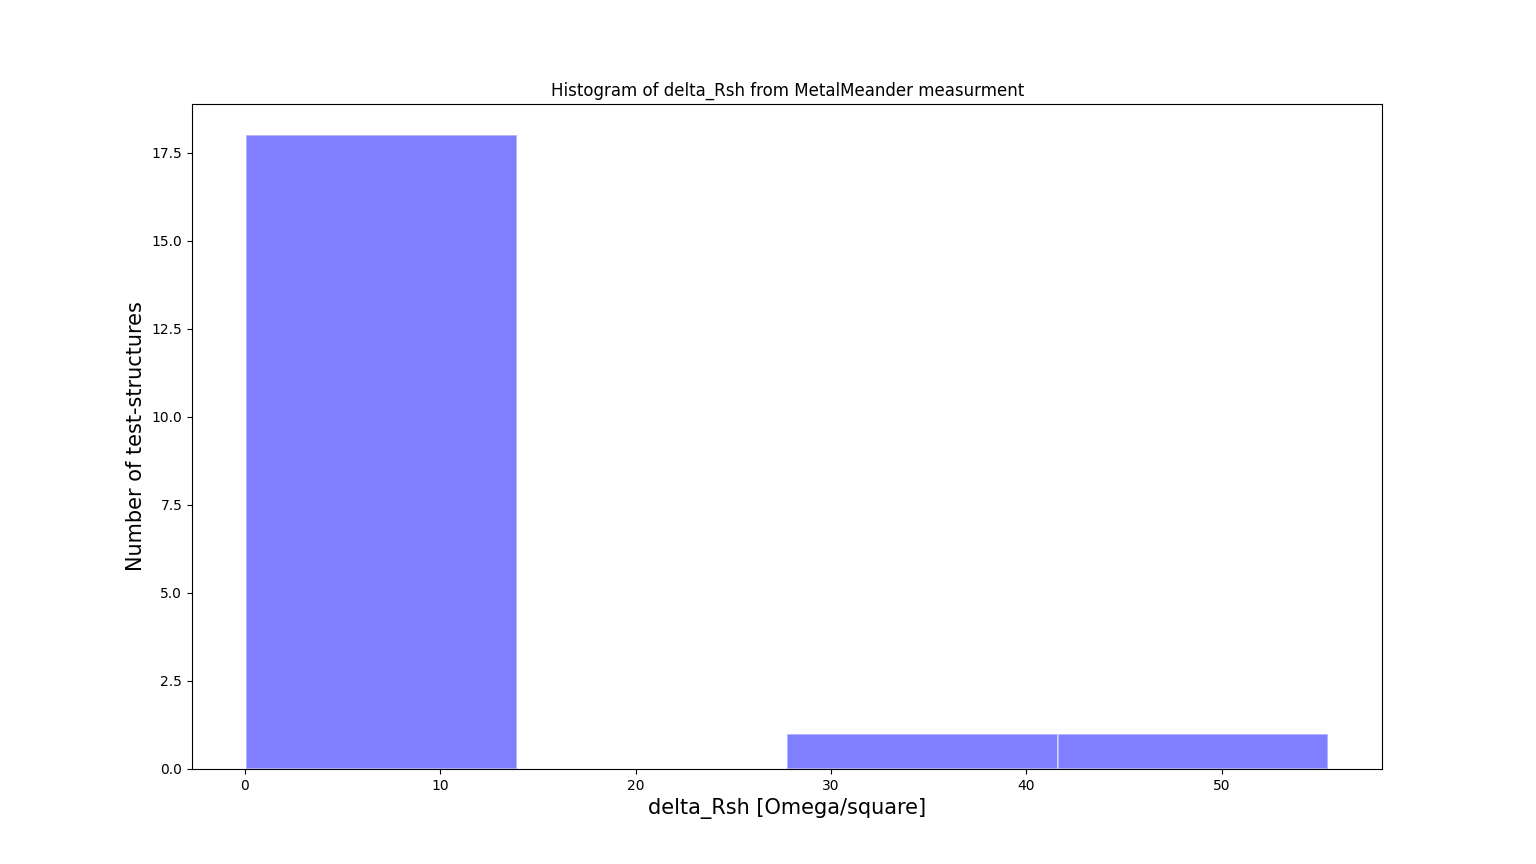 Histogram of delta_Rsh from MetalMeander measurment
17.5
15.0
12.5
10.0
7.5
5.0
2.5
0.0
Number of test-structures
0 10 20 30 40 50
delta_Rsh [Omega/square]